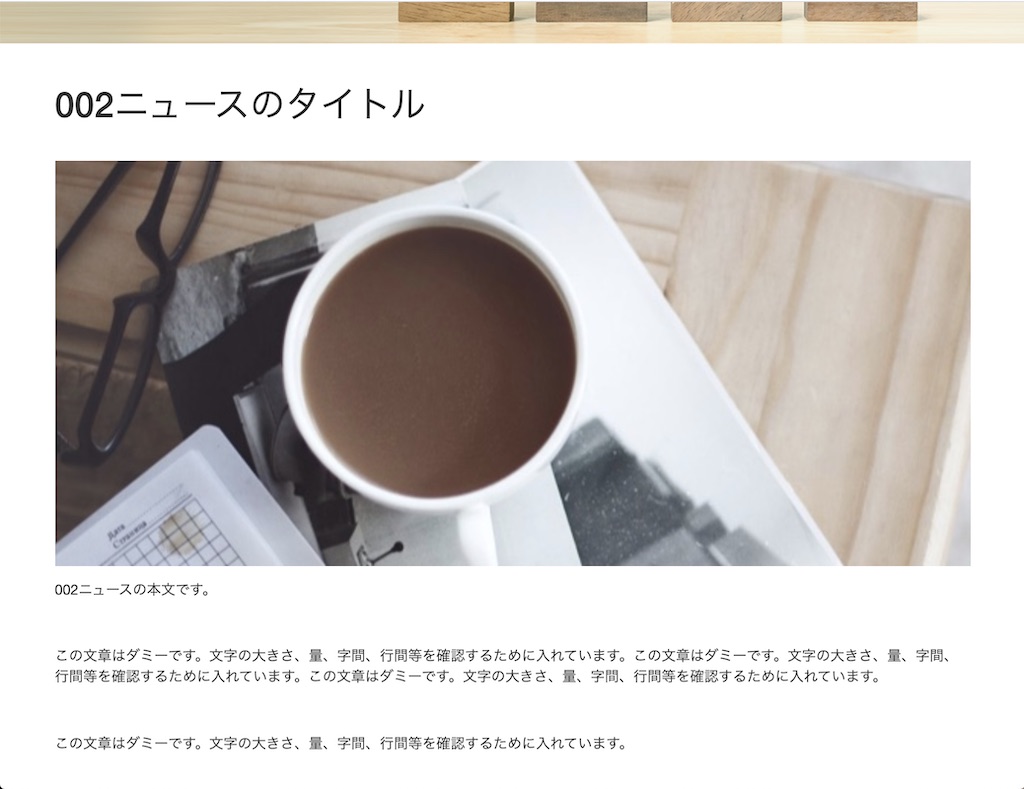 002ニュースのタイトル
Дата
Страница
002ニュースの本文です。
この文章はダミーです。文字の大きさ、量、字間、行間等を確認するために入れています。この文章はダミーです。文字の大きさ、量、字間、
行間等を確認するために入れています。この文章はダミーです。文字の大きさ、量、字間、行間等を確認するために入れています。
この文章はダミーです。文字の大きさ、量、字間、行間等を確認するために入れています。